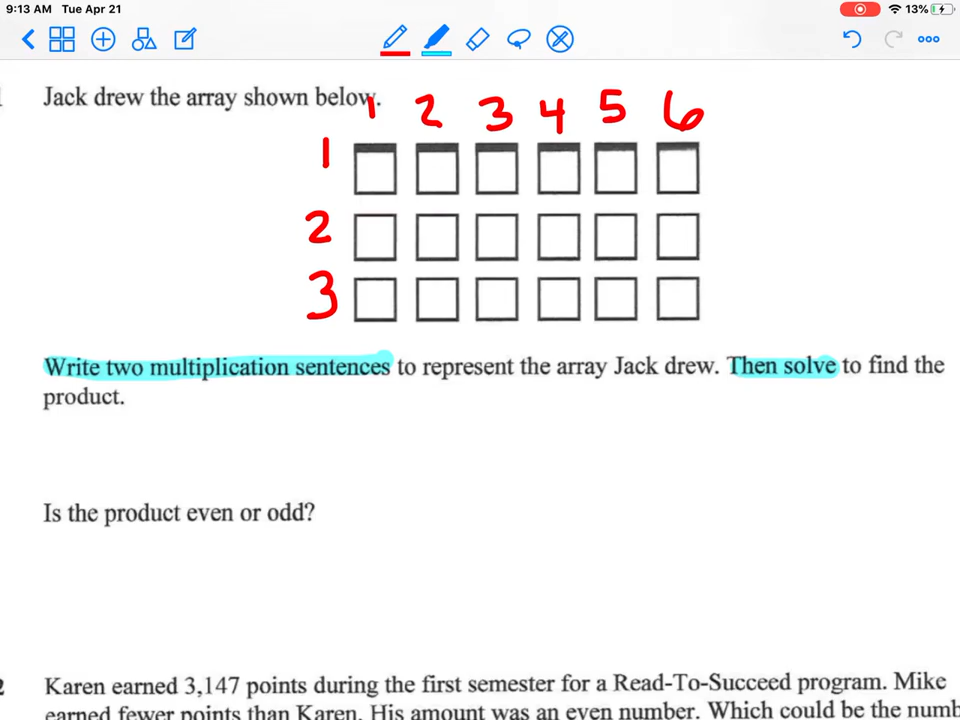 9:13 AM Tue Apr 21
13%
Jack drew the array shown below.
1 2 3 4 5 6
1
2
3
Write two multiplication sentences to represent the array Jack drew. Then solve to find the
product.
Is the product even or odd?
2 Karen earned 3,147 points during the first semester for a Read-To-Succeed program. Mike
earned fewer points than Karen. His amount was an even number. Which could be the